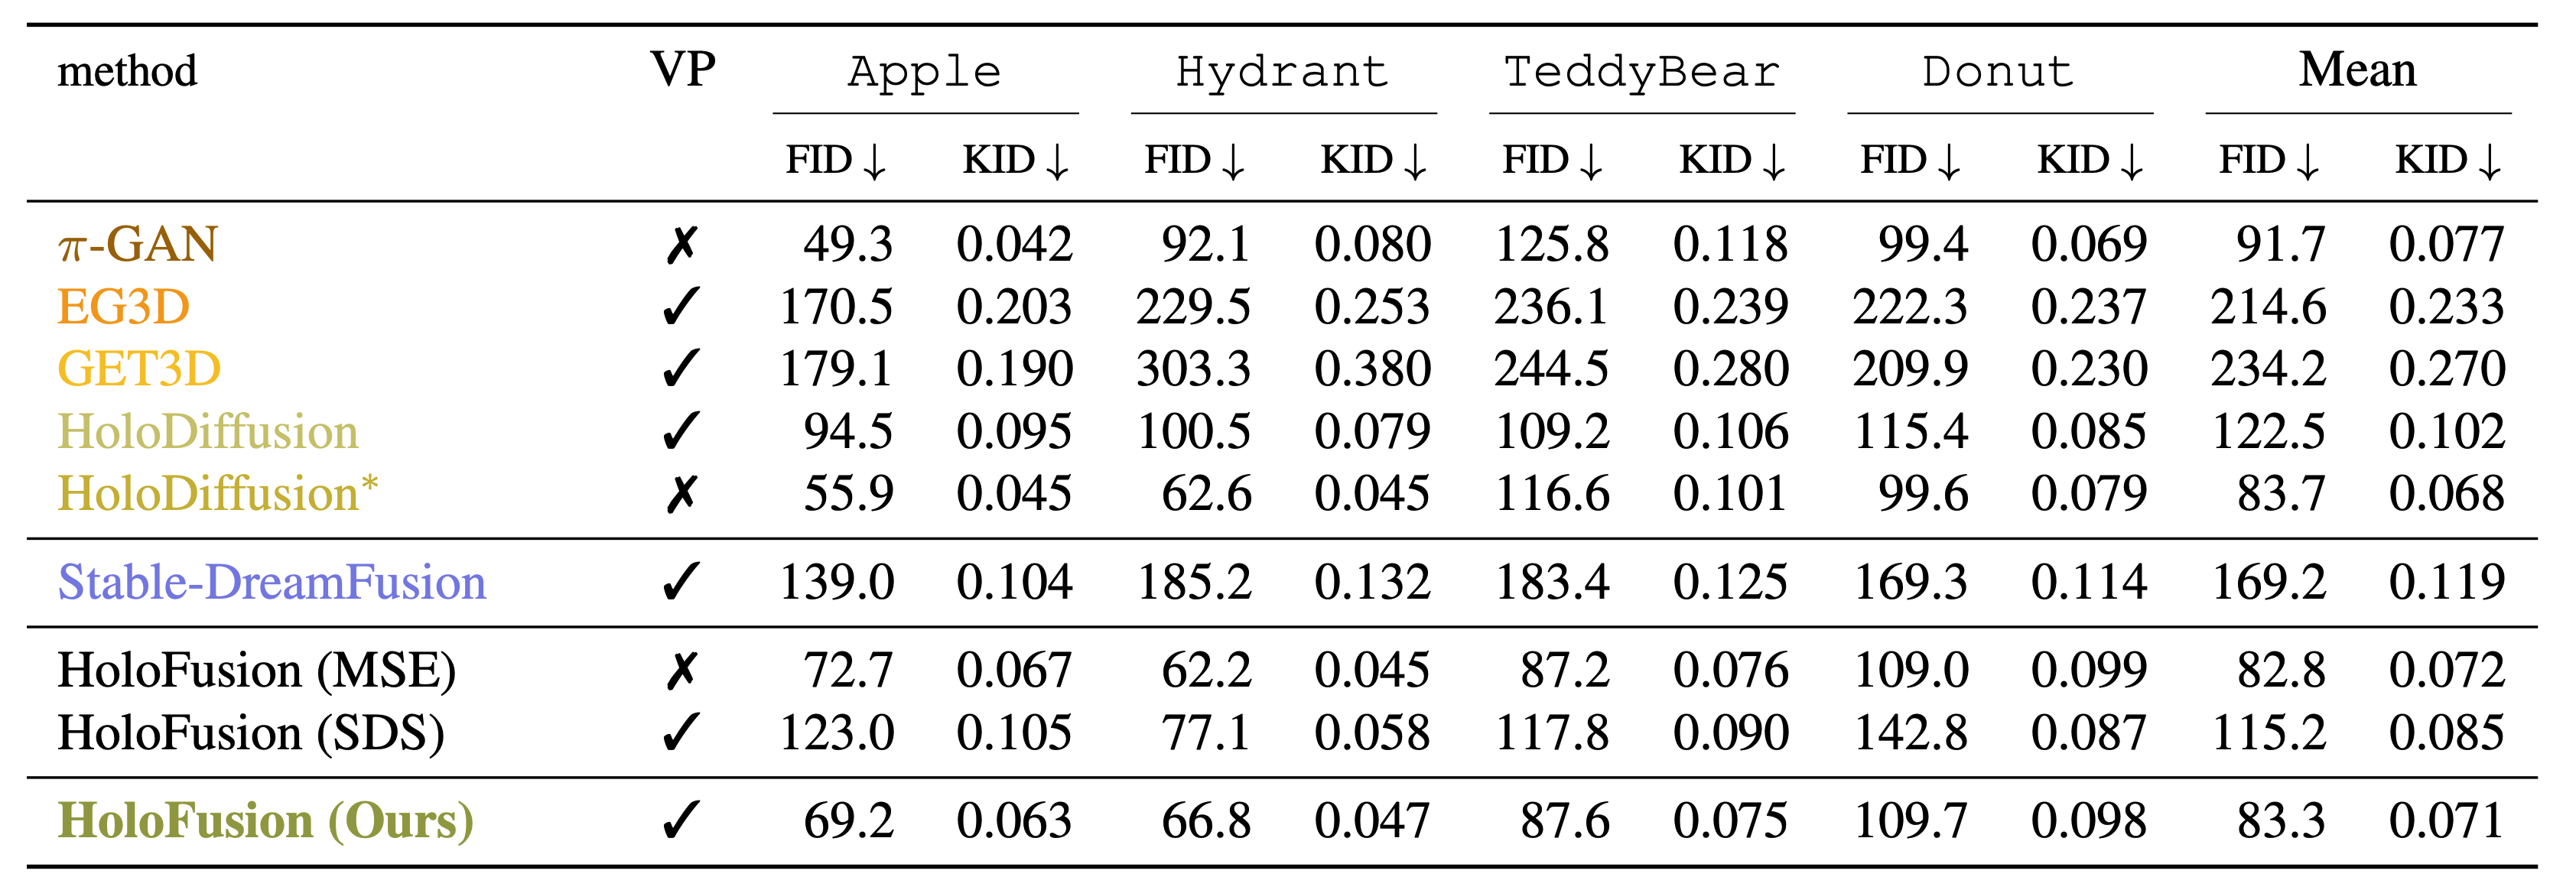 method VP Apple Hydrant TeddyBear Donut Mean
FID ↓ KID ↓ FID ↓ KID ↓ FID ↓ KID ↓ FID ↓ KID ↓ FID ↓ KID ↓
π-GAN ✗ 49.3 0.042 92.1 0.080 125.8 0.118 99.4 0.069 91.7 0.077
EG3D ✓ 170.5 0.203 229.5 0.253 236.1 0.239 222.3 0.237 214.6 0.233
GET3D ✓ 179.1 0.190 303.3 0.380 244.5 0.280 209.9 0.230 234.2 0.270
HoloDiffusion ✓ 94.5 0.095 100.5 0.079 109.2 0.106 115.4 0.085 122.5 0.102
HoloDiffusion* ✗ 55.9 0.045 62.6 0.045 116.6 0.101 99.6 0.079 83.7 0.068
Stable-DreamFusion ✓ 139.0 0.104 185.2 0.132 183.4 0.125 169.3 0.114 169.2 0.119
HoloFusion (MSE) ✗ 72.7 0.067 62.2 0.045 87.2 0.076 109.0 0.099 82.8 0.072
HoloFusion (SDS) ✓ 123.0 0.105 77.1 0.058 117.8 0.090 142.8 0.087 115.2 0.085
HoloFusion (Ours) ✓ 69.2 0.063 66.8 0.047 87.6 0.075 109.7 0.098 83.3 0.071